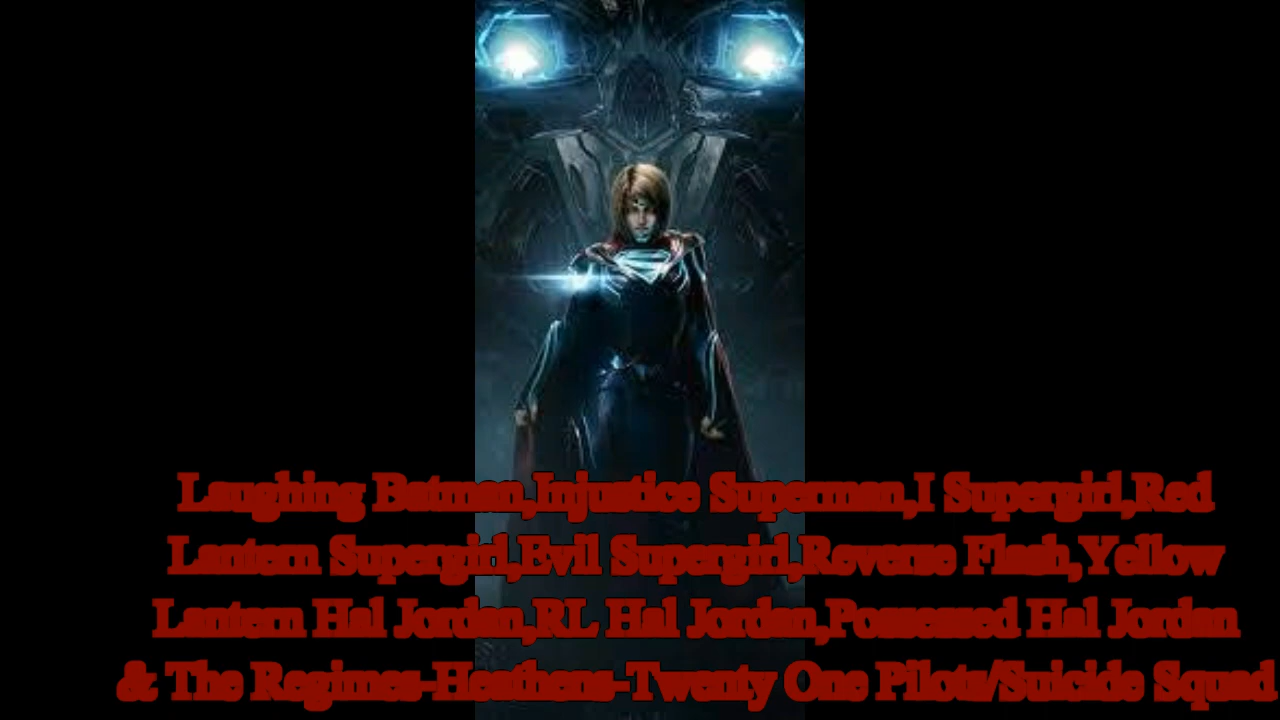 Laughing Batman,Injustice Superman,I Supergirl,Red
Lantern Supergirl,Evil Supergirl,Reverse Flash,Yellow
Lantern Hal Jordan,RL Hal Jordan,Possessed Hal Jordan
& The Regimes-Heathens-Twenty One Pilots/Suicide Squad